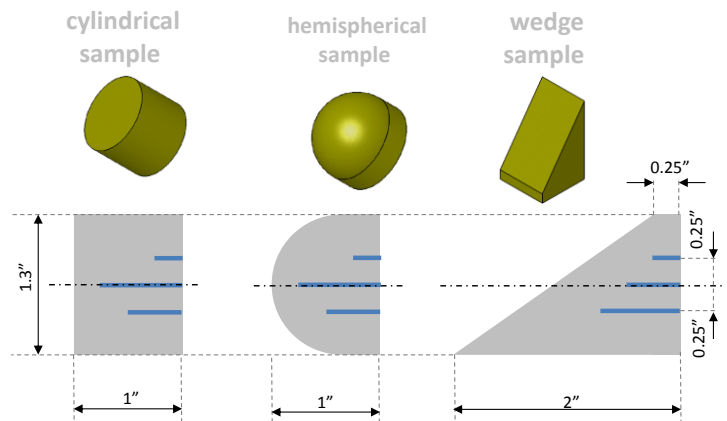 cylindrical
sample
hemispherical
sample
wedge
sample
0.25”
0.25”
1.3”
0.25”
1”
1”
2”